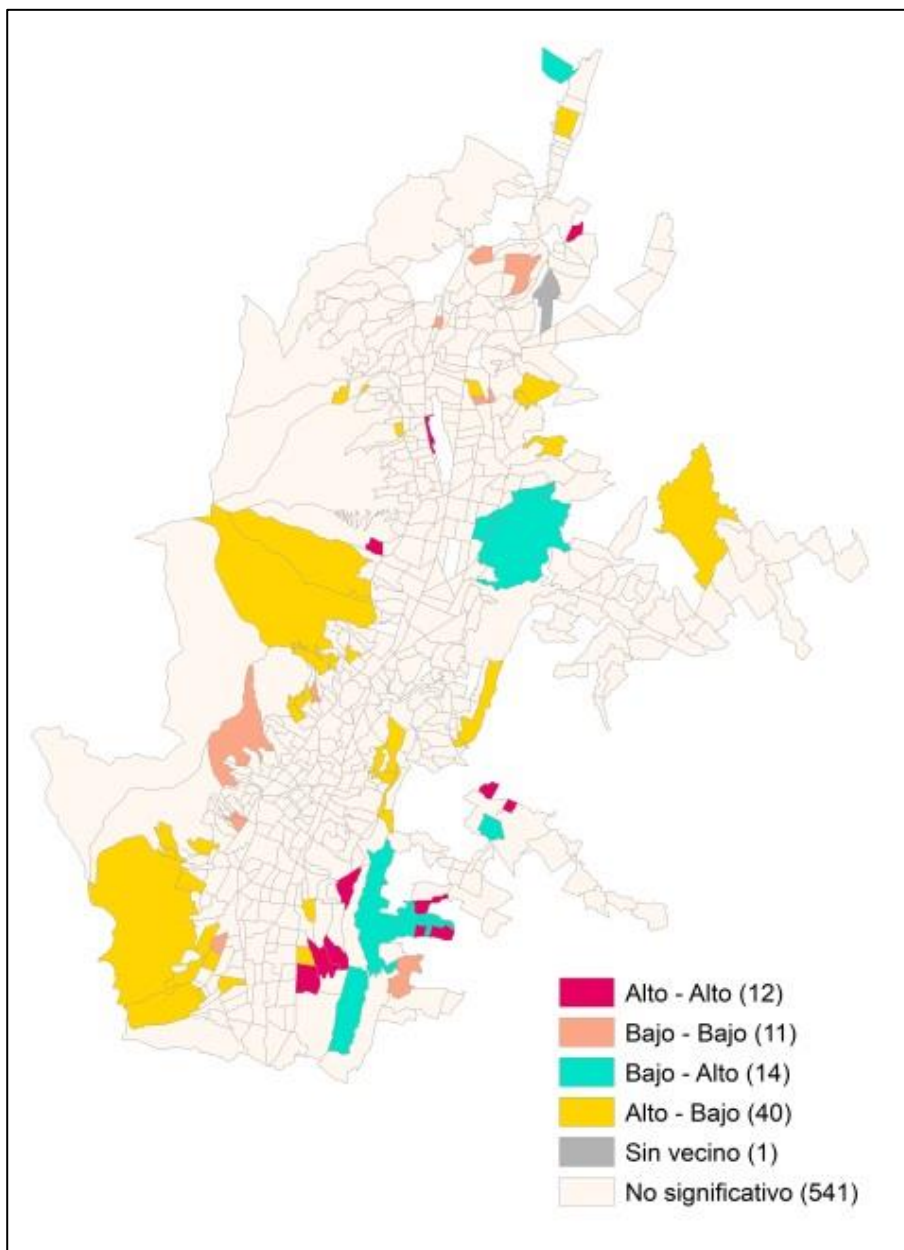 Alto - Alto (12)
Bajo - Bajo (11)
Bajo - Alto (14)
Alto - Bajo (40)
Sin vecino (1)
No significativo (541)